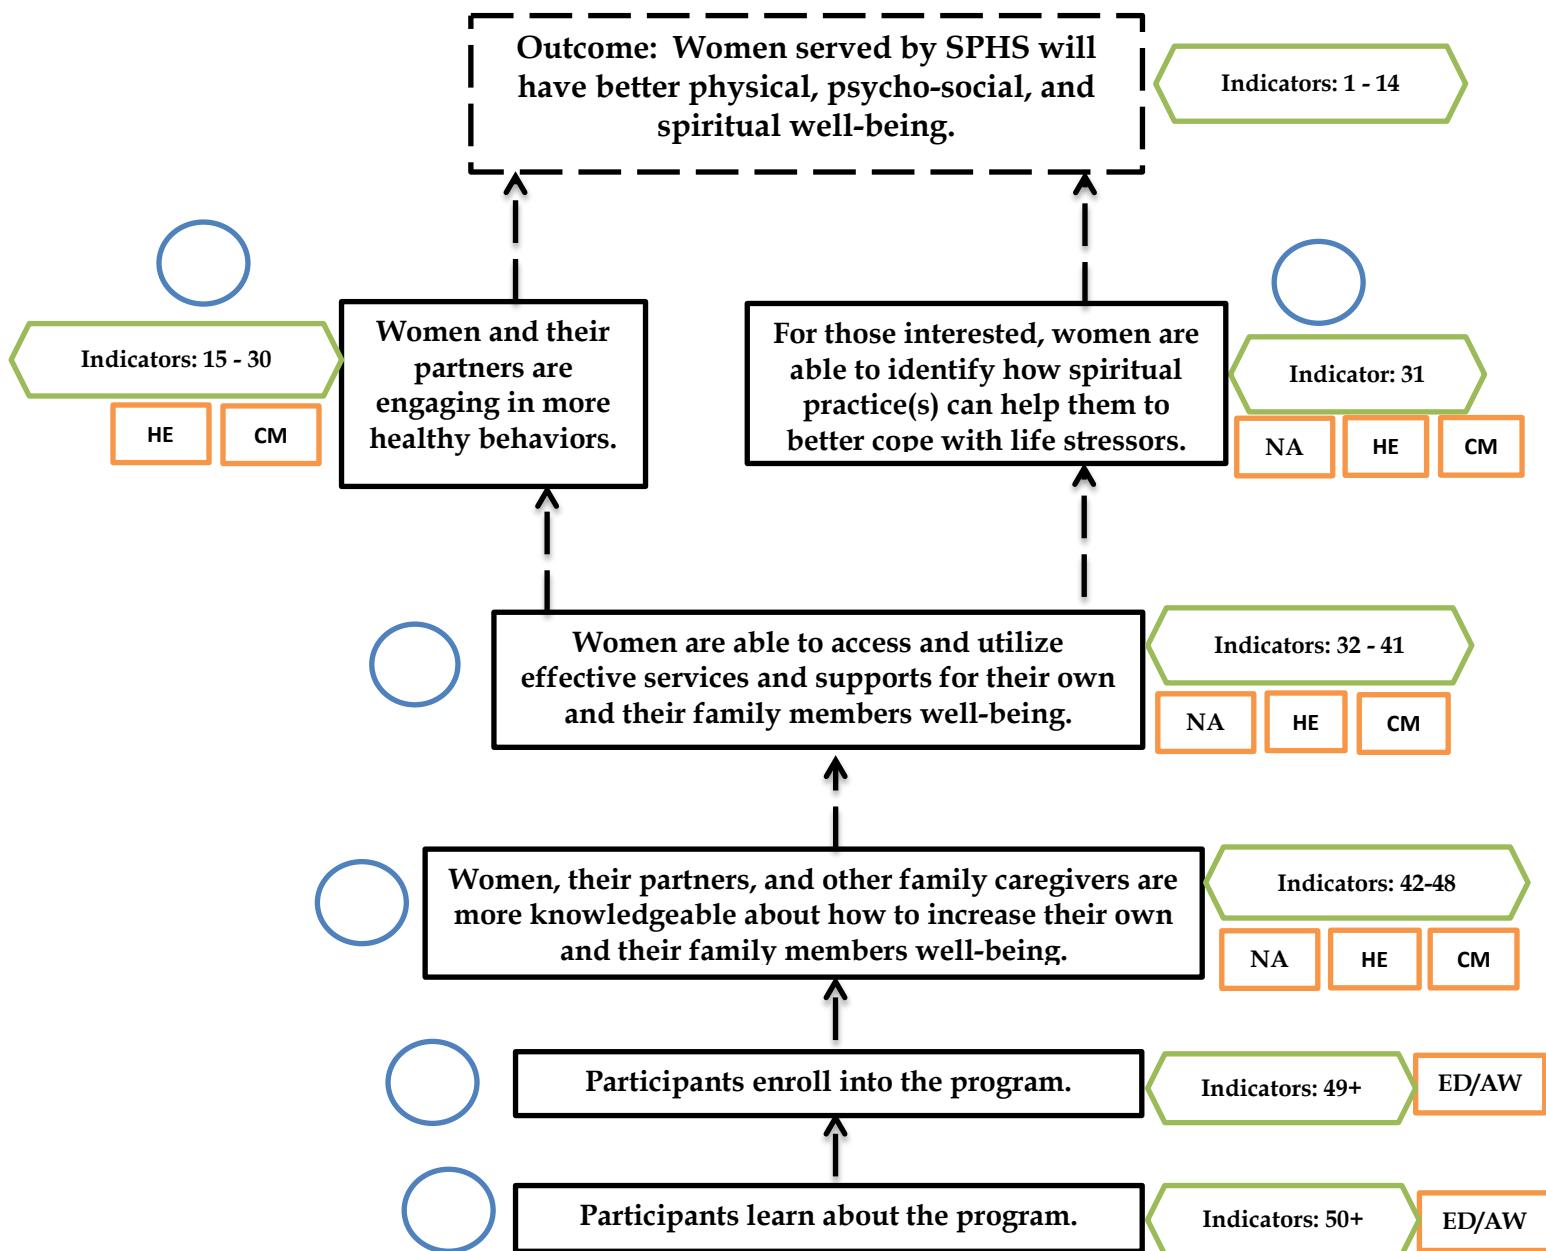 Outcome:  Women served by SPHS will
have better physical, psycho-social, and
spiritual well-being.
Indicators: 1 - 14
Women and their
partners are
engaging in more
healthy behaviors.
Indicators: 15 - 30
HE
CM
For those interested, women are
able to identify how spiritual
practice(s) can help them to
better cope with life stressors.
Indicator: 31
NA
HE
CM
Women are able to access and utilize
effective services and supports for their own
and their family members well-being.
Indicators: 32 - 41
NA
HE
CM
Women, their partners, and other family caregivers are
more knowledgeable about how to increase their own
and their family members well-being.
Indicators: 42-48
NA
HE
CM
Participants enroll into the program.
Indicators: 49+
ED/AW
Participants learn about the program.
Indicators: 50+
ED/AW